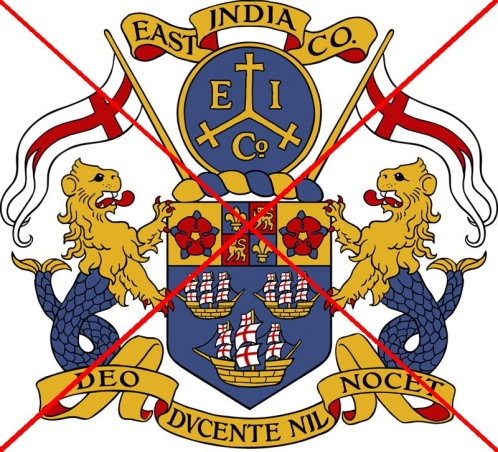 EAST INDIA CO.
E I
Co
DEO DVCENTE NIL NOCET